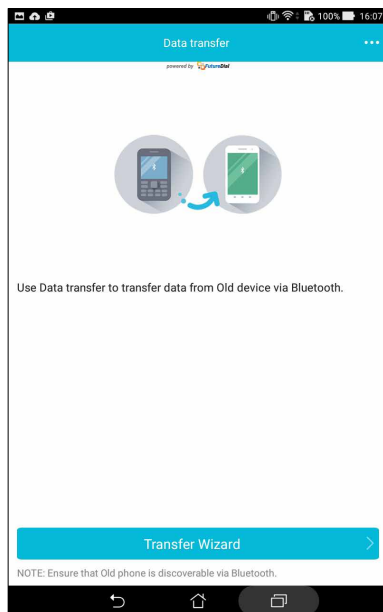 100% 16:07
Data transfer
powered by FutureDial
Use Data transfer to transfer data from Old device via Bluetooth.
Transfer Wizard
NOTE: Ensure that Old phone is discoverable via Bluetooth.